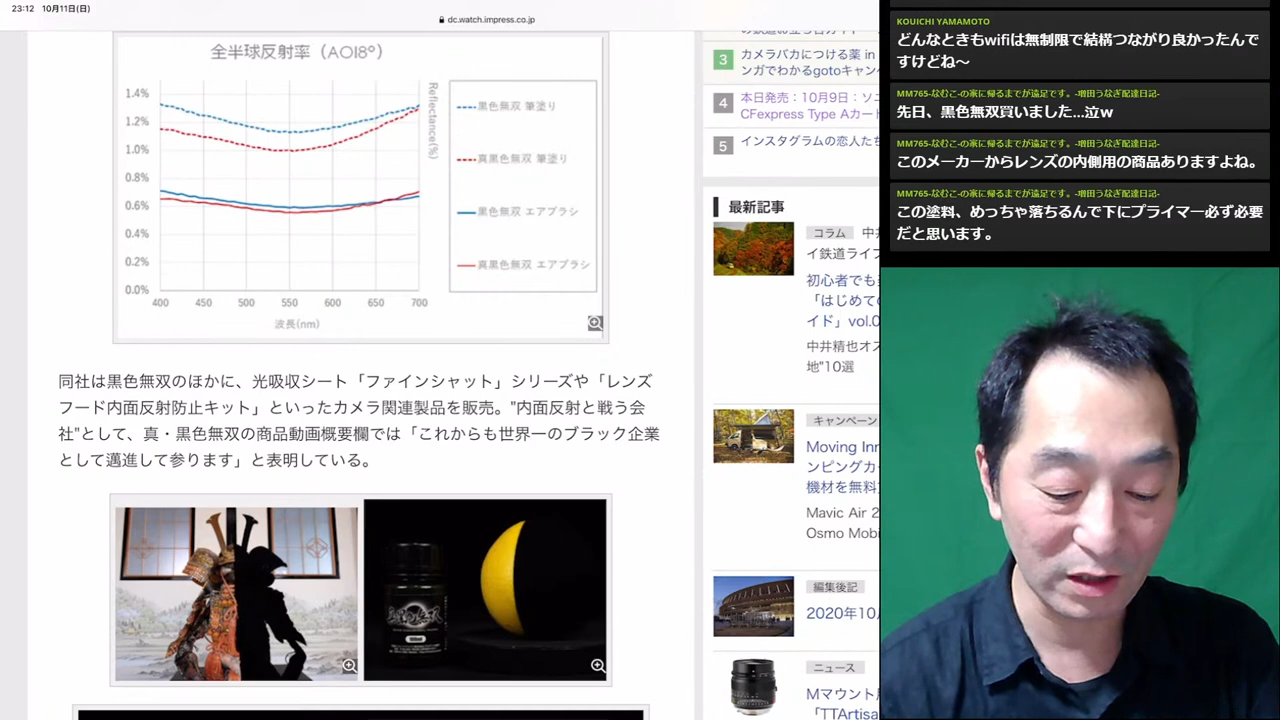 23:12 10月11日(日)
dc.watch.impress.co.jp
全半球反射率（AOI8°）
1.4%
1.2%
1.0%
0.8%
0.6%
0.4%
0.2%
0.0%
400 450 500 550 600 650 700
波長(nm)
Reflectance(%)
黒色無双 筆塗り
真黒色無双 筆塗り
黒色無双 エアブラシ
真黒色無双 エアブラシ
同社は黒色無双のほかに、光吸収シート「ファインシャット」シリーズや「レンズ
フード内面反射防止キット」といったカメラ関連製品を販売。"内面反射と戦う会
社"として、真・黒色無双の商品動画概要欄では「これからも世界一のブラック企業
として邁進して参ります」と表明している。
3 カメラバカにつける薬 in
ンガでわかるgotoキャン
4 本日発売：10月9日：ソニ
CFexpress Type Aカード
5 インスタグラムの恋人た
最新記事
コラム 中井
イ鉄道ライフ
初心者でも
「はじめての
イド」vol.0
中井精也オス
地"10選
キャンペーン
Moving Inn
ンピングカー
機材を無料
Mavic Air 2
Osmo Mobi
編集後記
2020年10
ニュース
Mマウント用
「TTArtisa
KOUICHI YAMAMOTO
どんなときもwifiは無制限で結構つながり良かったんで
すけどね〜
MM765-なむこ-の家に帰るまでが遠足です。-増田うなぎ配達日記-
先日、黒色無双買いました...泣w
MM765-なむこ-の家に帰るまでが遠足です。-増田うなぎ配達日記-
このメーカーからレンズの内側用の商品ありますよね。
MM765-なむこ-の家に帰るまでが遠足です。-増田うなぎ配達日記-
この塗料、めっちゃ落ちるんで下にプライマー必ず必要
だと思います。